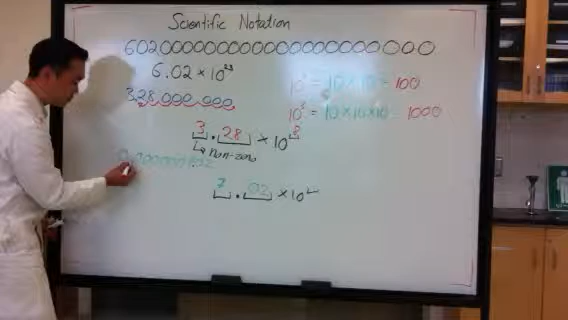 Scientific Notation
6.02 × 10²³
10² = 10×10 = 100
328,000,000
10³ = 10×10×10 = 1000
3 . 28 × 10⁸
non-zero
7 . 02 × 10